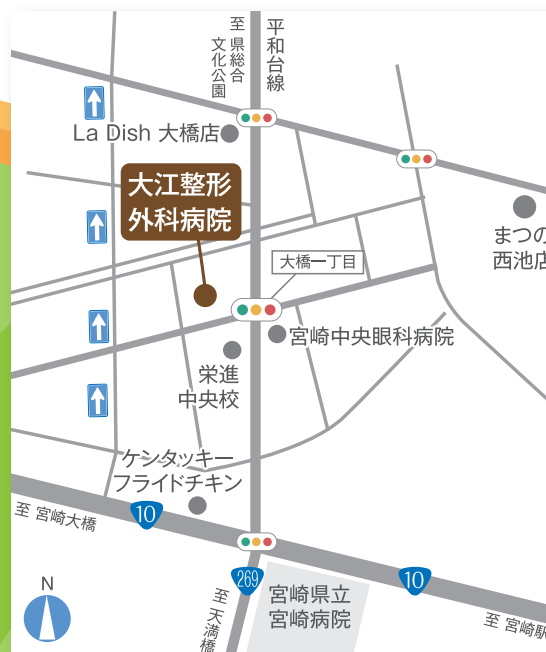 至 県総合
文化公園
平和台線
La Dish 大橋店
大江整形
外科病院
まつの
西池店
大橋一丁目
宮崎中央眼科病院
栄進
中央校
ケンタッキー
フライドチキン
至 宮崎大橋
10
269
10
N
宮崎県立
宮崎病院
至 天満橋
至 宮崎駅